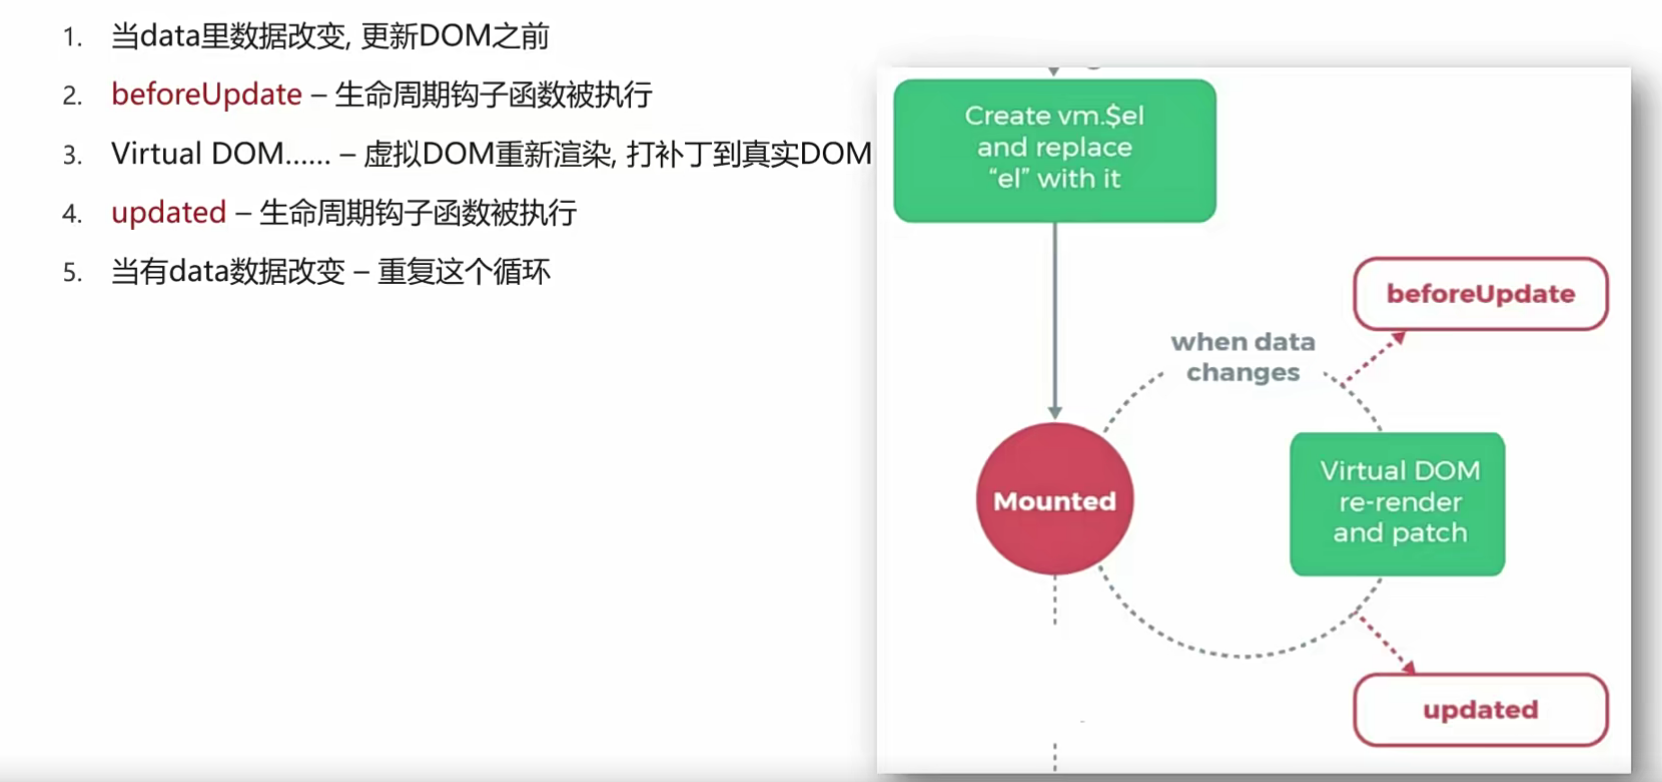 1. 当data里数据改变, 更新DOM之前
2. beforeUpdate – 生命周期钩子函数被执行
3. Virtual DOM…… – 虚拟DOM重新渲染, 打补丁到真实DOM
4. updated – 生命周期钩子函数被执行
5. 当有data数据改变 – 重复这个循环
Create vm.$el
and replace
“el” with it
beforeUpdate
when data
changes
Mounted
Virtual DOM
re-render
and patch
updated